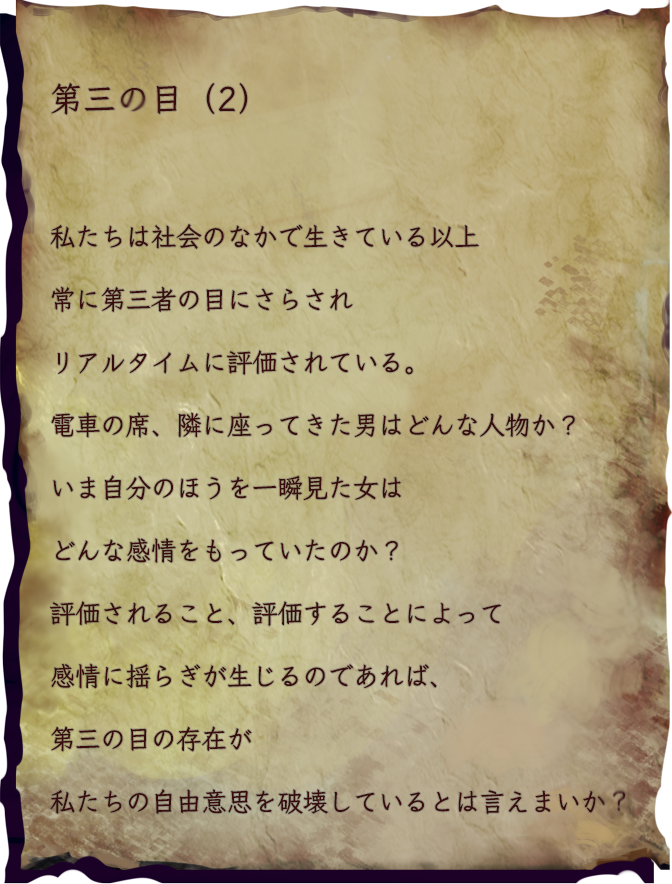 第三の目（2）
私たちは社会のなかで生きている以上
常に第三者の目にさらされ
リアルタイムに評価されている。
電車の席、隣に座ってきた男はどんな人物か？
いま自分のほうを一瞬見た女は
どんな感情をもっていたのか？
評価されること、評価することによって
感情に揺らぎが生じるのであれば、
第三の目の存在が
私たちの自由意思を破壊しているとは言えまいか？